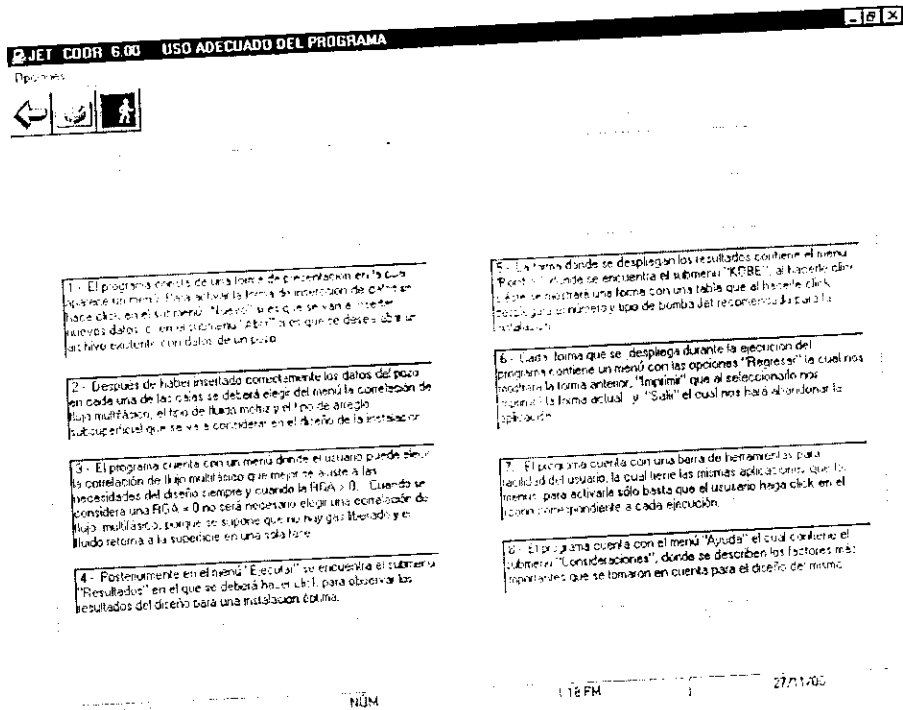 JET CODR 6.00 USO ADECUADO DEL PROGRAMA
Opciones
1.- El programa consta de una forma de presentación en la cual
aparece un menú. Para activar la forma de inserción de datos se
hace click en el submenú "Nuevo" si es que se van a insertar
nuevos datos o en el submenú "Abrir" si es que se desea abrir un
archivo existente con datos de un pozo.
2.- Después de haber insertado correctamente los datos del pozo
en cada una de las cajas se deberá elegir del menú la correlación de
flujo multifásico, el tipo de fluido motriz y el tipo de arreglo
subsuperficial que se va a considerar en el diseño de la instalación.
3.- El programa cuenta con un menú donde el usuario puede elegir
la correlación de flujo multifásico que mejor se ajuste a las
necesidades del diseño siempre y cuando la RGA > 0. Cuando se
considera una RGA = 0 no será necesario elegir una correlación de
flujo multifásico, porque se supone que no hay gas liberado y el
fluido retorna a la superficie en una sola fase.
4.- Posteriormente en el menú "Ejecutar" se encuentra el submenú
"Resultados" en el que se deberá hacer click para observar los
resultados del diseño para una instalación óptima.
5.- La forma donde se despliegan los resultados contiene el menú
donde se encuentra el submenú "KOBE", al hacerle click
a éste se mostrará una forma con una tabla que al hacerle click,
el número y tipo de bomba Jet recomendada para la
instalación.
6.- Cada forma que se despliega durante la ejecución del
programa contiene un menú con las opciones "Regresar" la cual nos
mostrará la forma anterior, "Imprimir" que al seleccionarlo nos
imprimirá la forma actual y "Salir" el cual nos hará abandonar la
aplicación.
7.- El programa cuenta con una barra de herramientas para
facilidad del usuario, la cual tiene las mismas aplicaciones que los
menús, para activarla sólo basta que el usuario haga click en el
icono correspondiente a cada ejecución.
8.- El programa cuenta con el menú "Ayuda" el cual contiene el
submenú "Consideraciones", donde se describen los factores más
importantes que se tomaron en cuenta para el diseño del mismo.
NÚM
1:18 PM